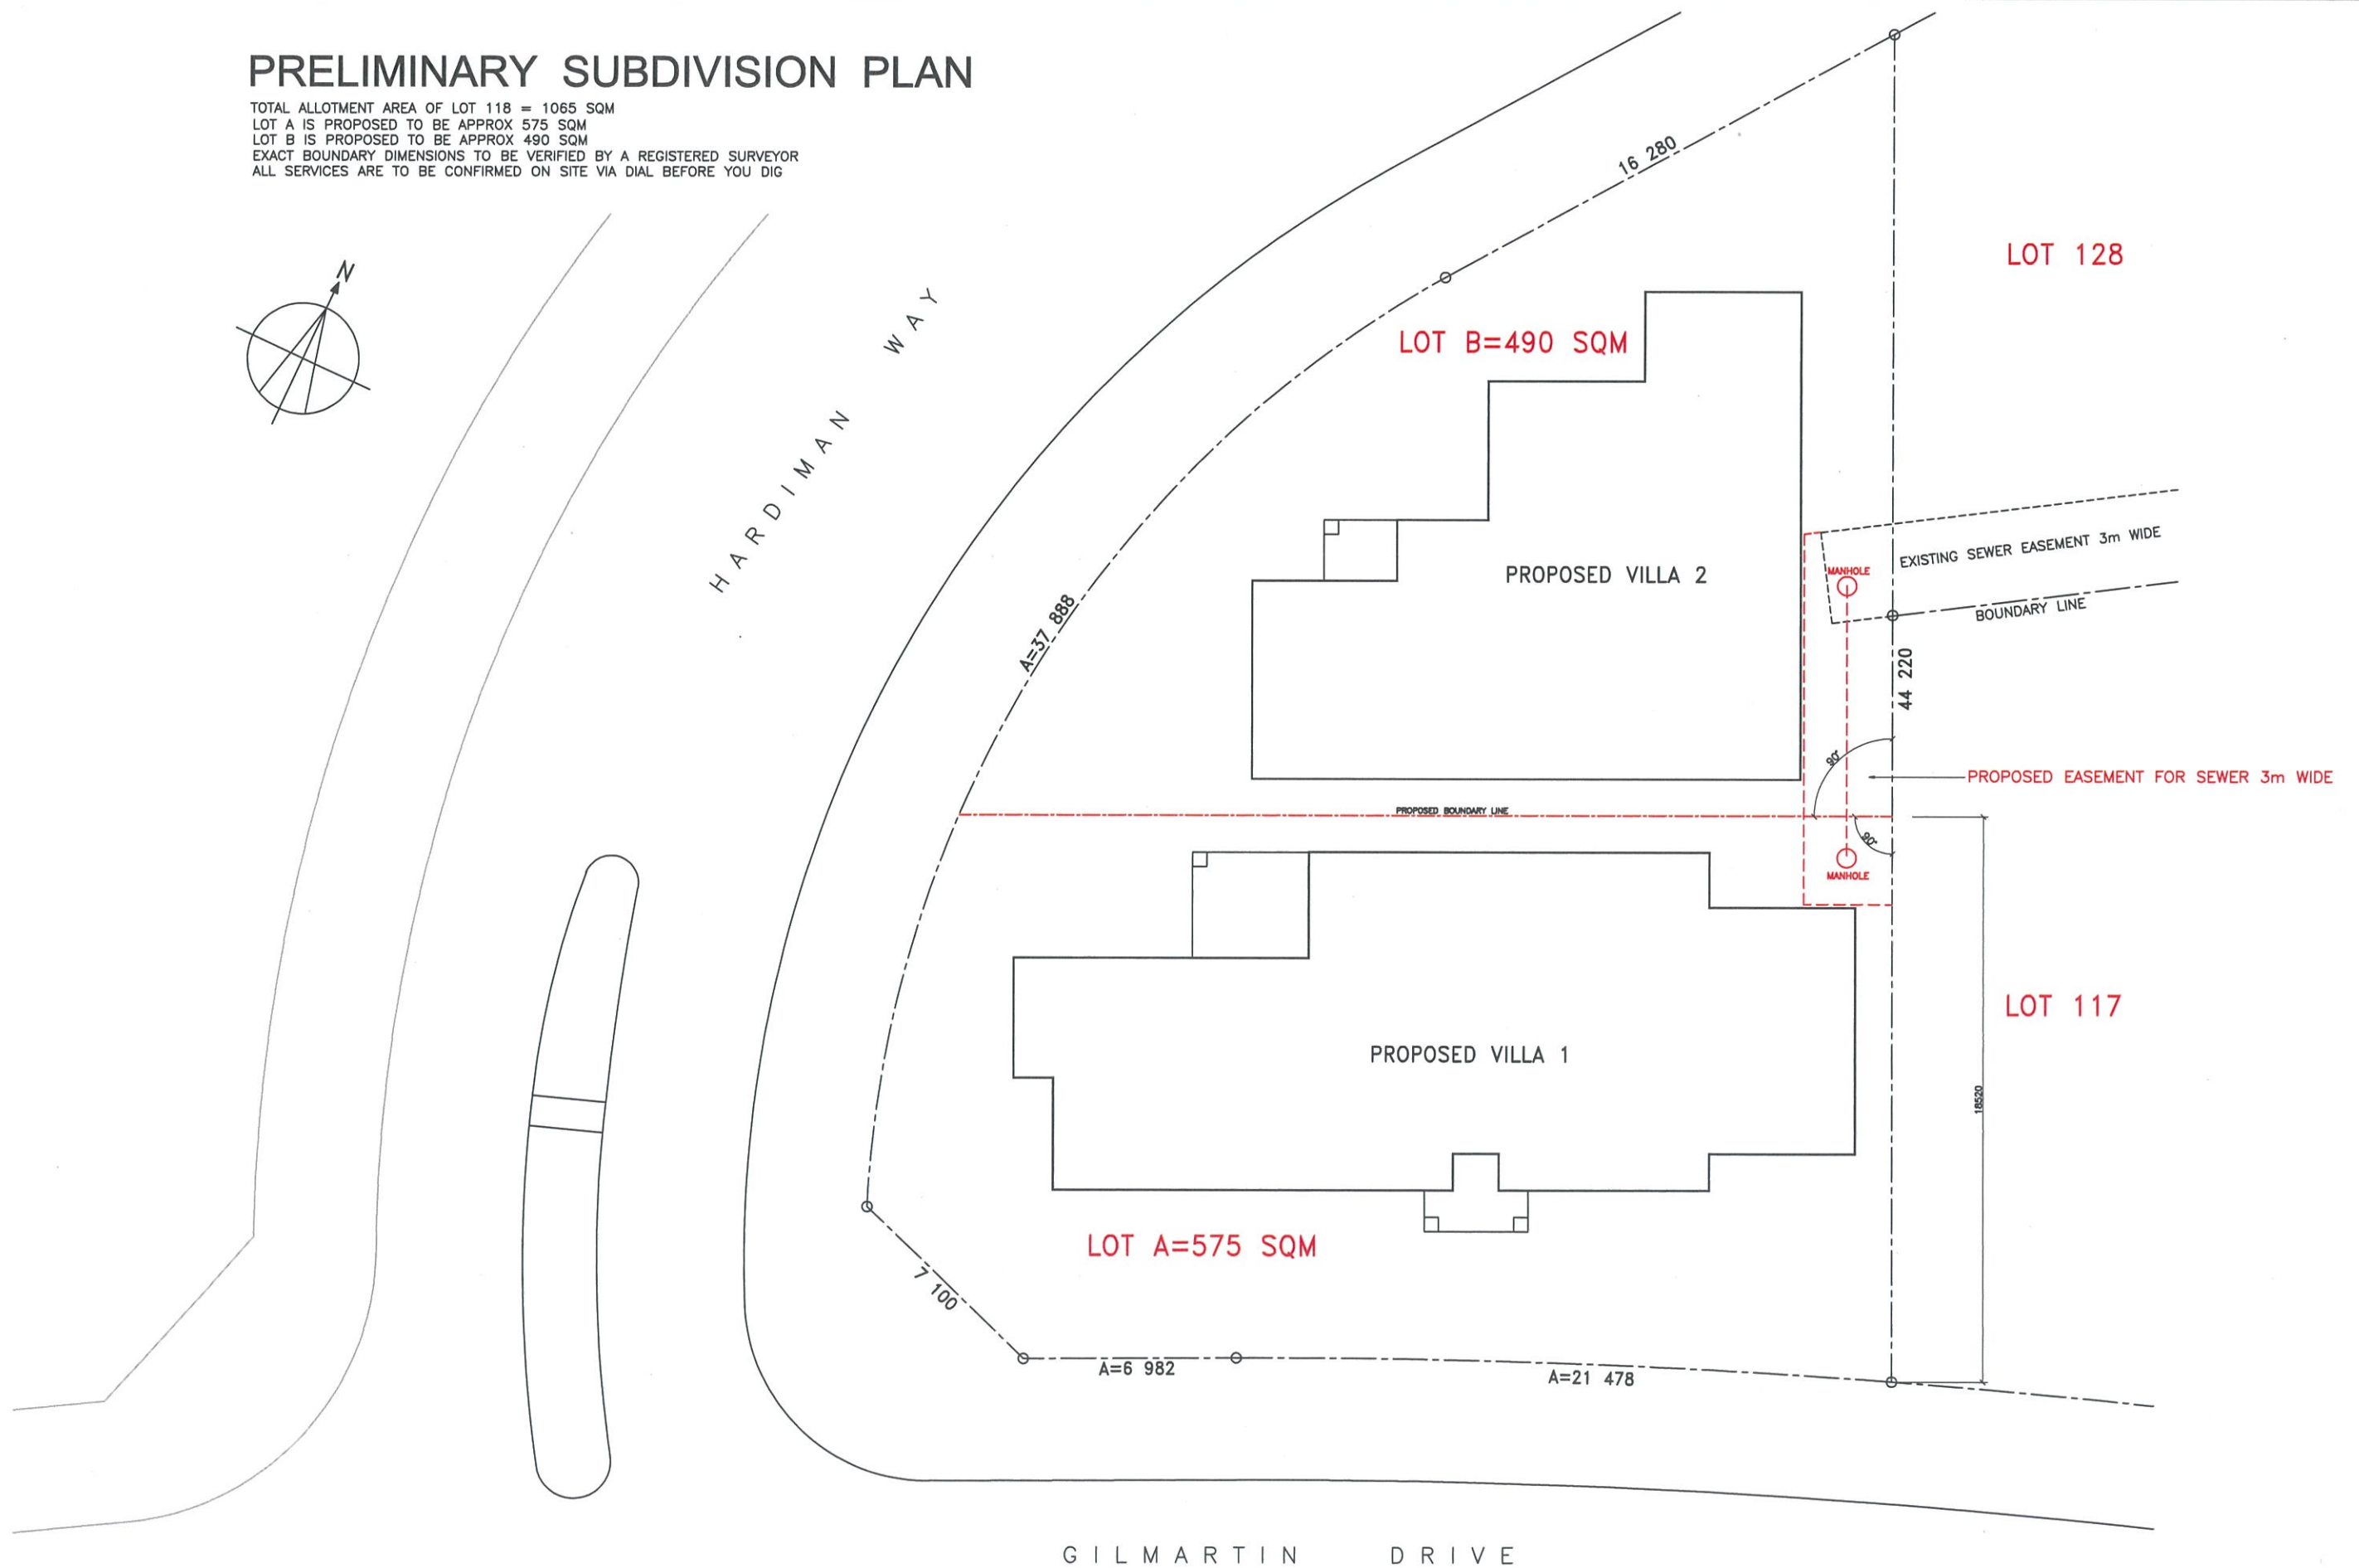 PRELIMINARY SUBDIVISION PLAN
TOTAL ALLOTMENT AREA OF LOT 118 = 1065 SQM
LOT A IS PROPOSED TO BE APPROX 575 SQM
LOT B IS PROPOSED TO BE APPROX 490 SQM
EXACT BOUNDARY DIMENSIONS TO BE VERIFIED BY A REGISTERED SURVEYOR
ALL SERVICES ARE TO BE CONFIRMED ON SITE VIA DIAL BEFORE YOU DIG
N
16 280
LOT 128
HARDIMAN WAY
LOT B=490 SQM
EXISTING SEWER EASEMENT 3m WIDE
MANHOLE
PROPOSED VILLA 2
BOUNDARY LINE
A=37 888
44 220
90°
PROPOSED EASEMENT FOR SEWER 3m WIDE
PROPOSED BOUNDARY LINE
90°
MANHOLE
LOT 117
PROPOSED VILLA 1
18520
LOT A=575 SQM
7 100
A=6 982
A=21 478
GILMARTIN DRIVE